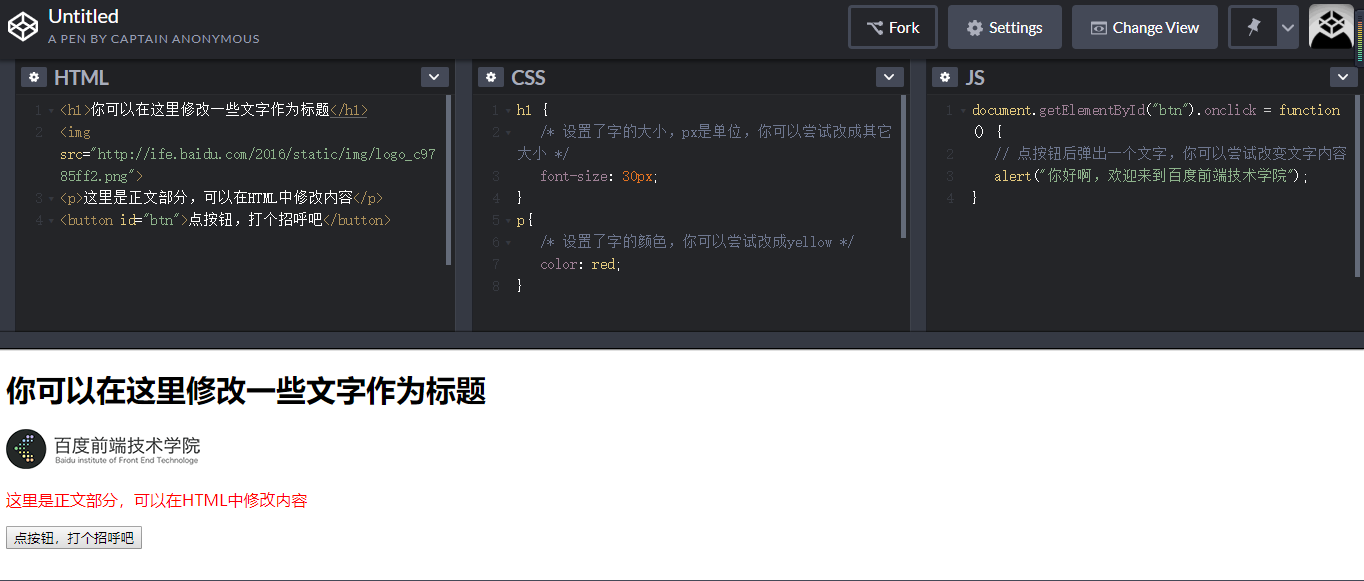 Untitled
A PEN BY CAPTAIN ANONYMOUS
Fork
Settings
Change View
HTML
1 <h1>你可以在这里修改一些文字作为标题</h1>
2 <img
src="http://ife.baidu.com/2016/static/img/logo_c97
85ff2.png">
3 <p>这里是正文部分，可以在HTML中修改内容</p>
4 <button id="btn">点按钮，打个招呼吧</button>
CSS
1 h1 {
2 /* 设置了字的大小，px是单位，你可以尝试改成其它
大小 */
3 font-size: 30px;
4 }
5 p{
6 /* 设置了字的颜色，你可以尝试改成yellow */
7 color: red;
8 }
JS
1 document.getElementById("btn").onclick = function
() {
2 // 点按钮后弹出一个文字，你可以尝试改变文字内容
3 alert("你好啊，欢迎来到百度前端技术学院");
4 }
你可以在这里修改一些文字作为标题
百度前端技术学院
Baidu institute of Front End Technologe
这里是正文部分，可以在HTML中修改内容
点按钮，打个招呼吧